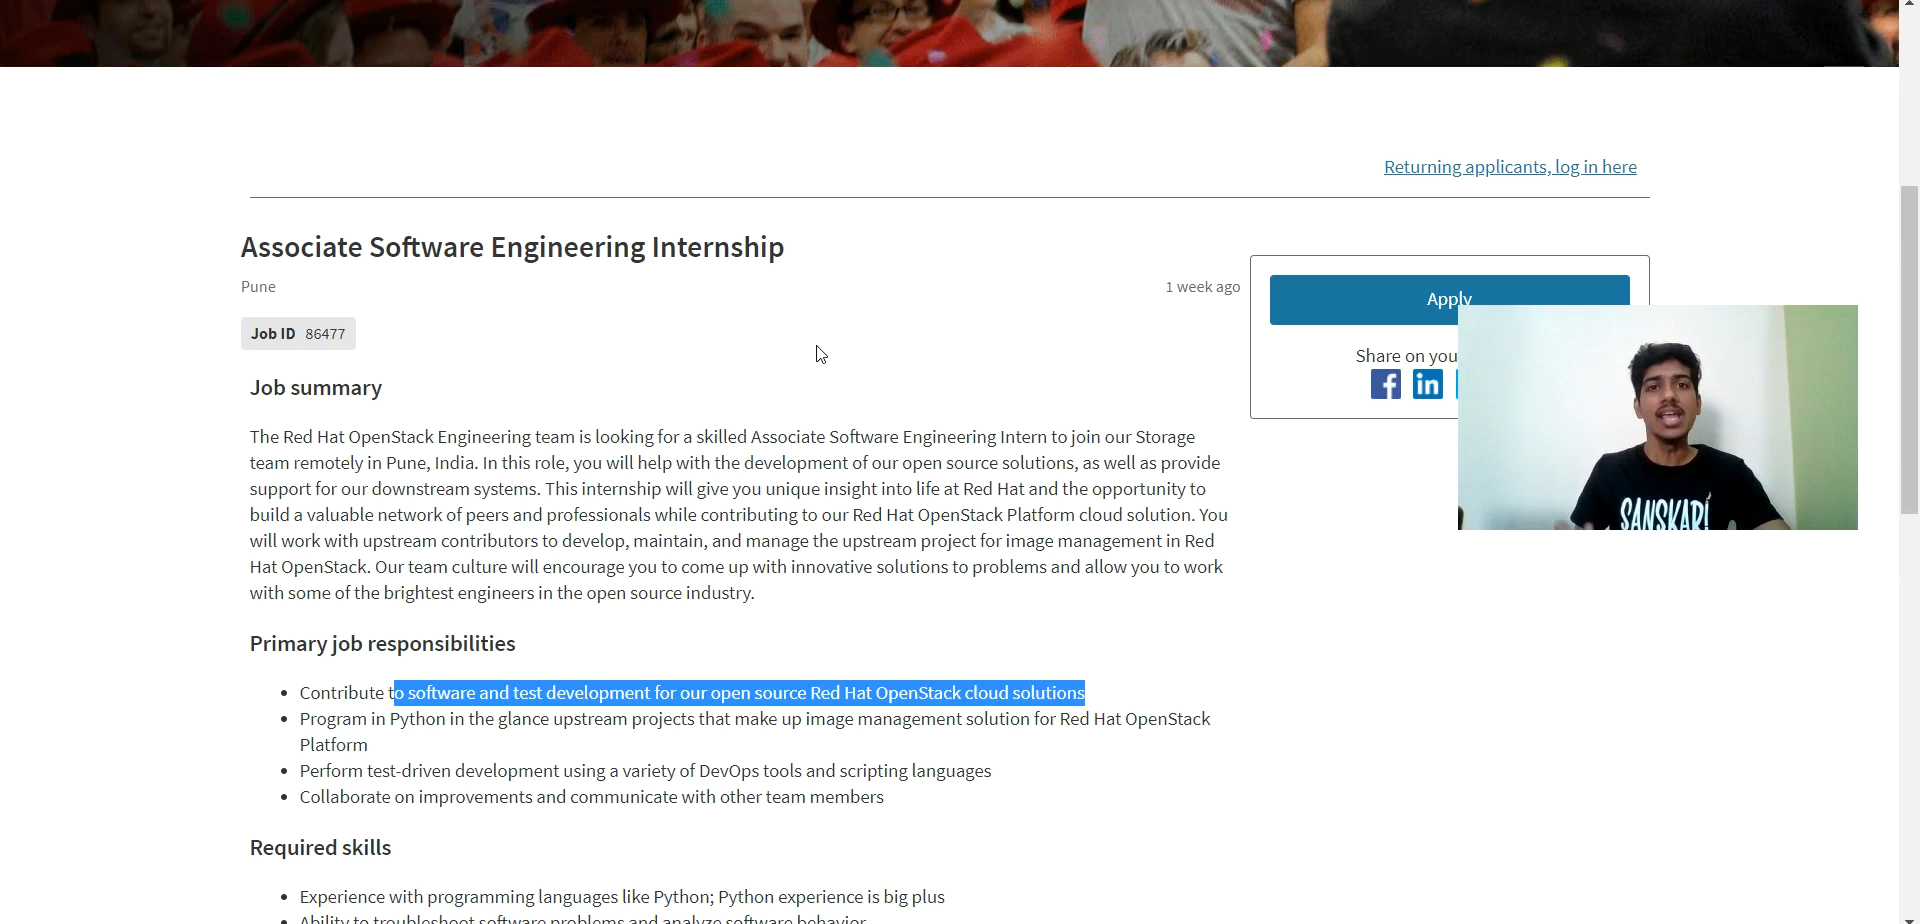 Returning applicants, log in here
Associate Software Engineering Internship
Pune
1 week ago
Apply
Job ID 86477
Share on you
Job summary
The Red Hat OpenStack Engineering team is looking for a skilled Associate Software Engineering Intern to join our Storage
team remotely in Pune, India. In this role, you will help with the development of our open source solutions, as well as provide
support for our downstream systems. This internship will give you unique insight into life at Red Hat and the opportunity to
build a valuable network of peers and professionals while contributing to our Red Hat OpenStack Platform cloud solution. You
will work with upstream contributors to develop, maintain, and manage the upstream project for image management in Red
Hat OpenStack. Our team culture will encourage you to come up with innovative solutions to problems and allow you to work
with some of the brightest engineers in the open source industry.
SANSKARI
Primary job responsibilities
• Contribute to software and test development for our open source Red Hat OpenStack cloud solutions
• Program in Python in the glance upstream projects that make up image management solution for Red Hat OpenStack
Platform
• Perform test-driven development using a variety of DevOps tools and scripting languages
• Collaborate on improvements and communicate with other team members
Required skills
• Experience with programming languages like Python; Python experience is big plus
• Ability to troubleshoot software problems and analyze software behavior